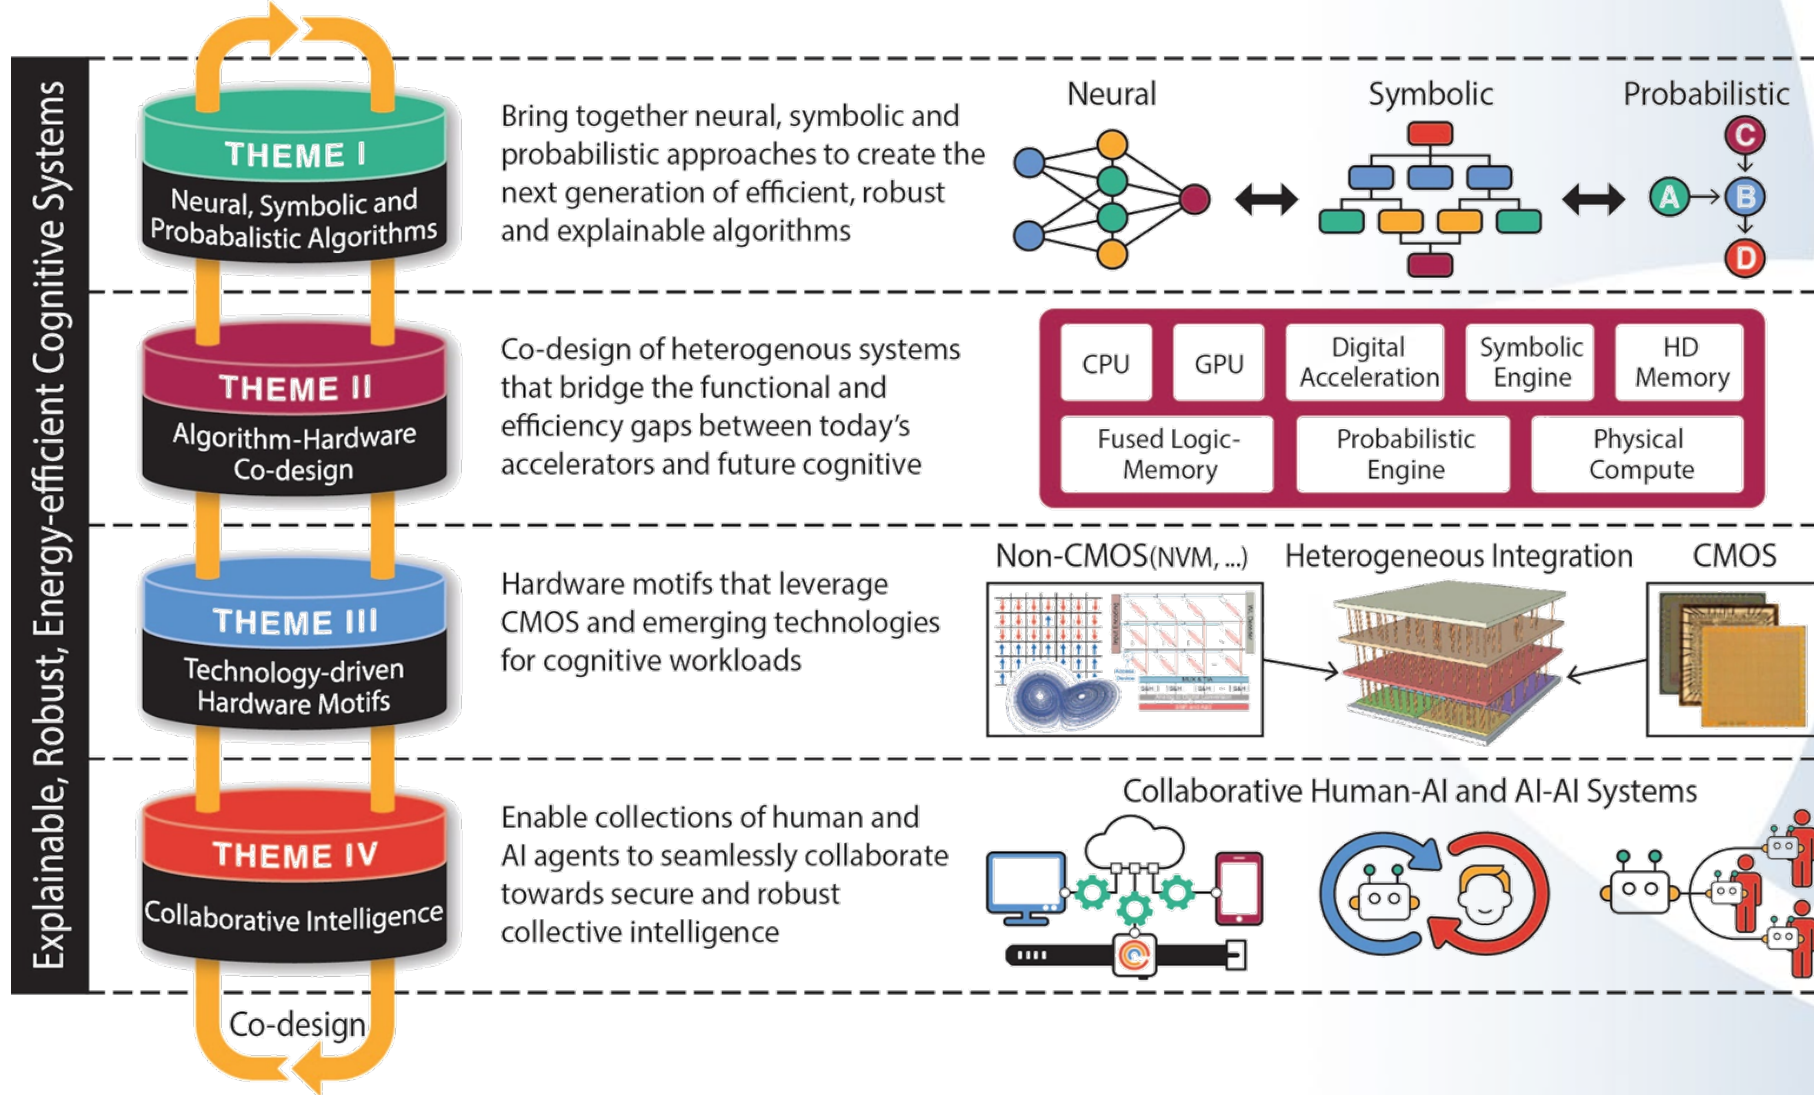 Explainable, Robust, Energy-efficient Cognitive Systems
THEME I
Neural, Symbolic and
Probabalistic Algorithms
Bring together neural, symbolic and
probabilistic approaches to create the
next generation of efficient, robust
and explainable algorithms
Neural
Symbolic
Probabilistic
C
A
B
D
THEME II
Algorithm-Hardware
Co-design
Co-design of heterogenous systems
that bridge the functional and
efficiency gaps between today's
accelerators and future cognitive
CPU
GPU
Digital
Acceleration
Symbolic
Engine
HD
Memory
Fused Logic-
Memory
Probabilistic
Engine
Physical
Compute
THEME III
Technology-driven
Hardware Motifs
Hardware motifs that leverage
CMOS and emerging technologies
for cognitive workloads
Non-CMOS(NVM, ...)
Heterogeneous Integration
CMOS
MUX & TIA
S&H
S&H
S&H
S&H
THEME IV
Collaborative Intelligence
Enable collections of human and
AI agents to seamlessly collaborate
towards secure and robust
collective intelligence
Collaborative Human-AI and AI-AI Systems
Co-design